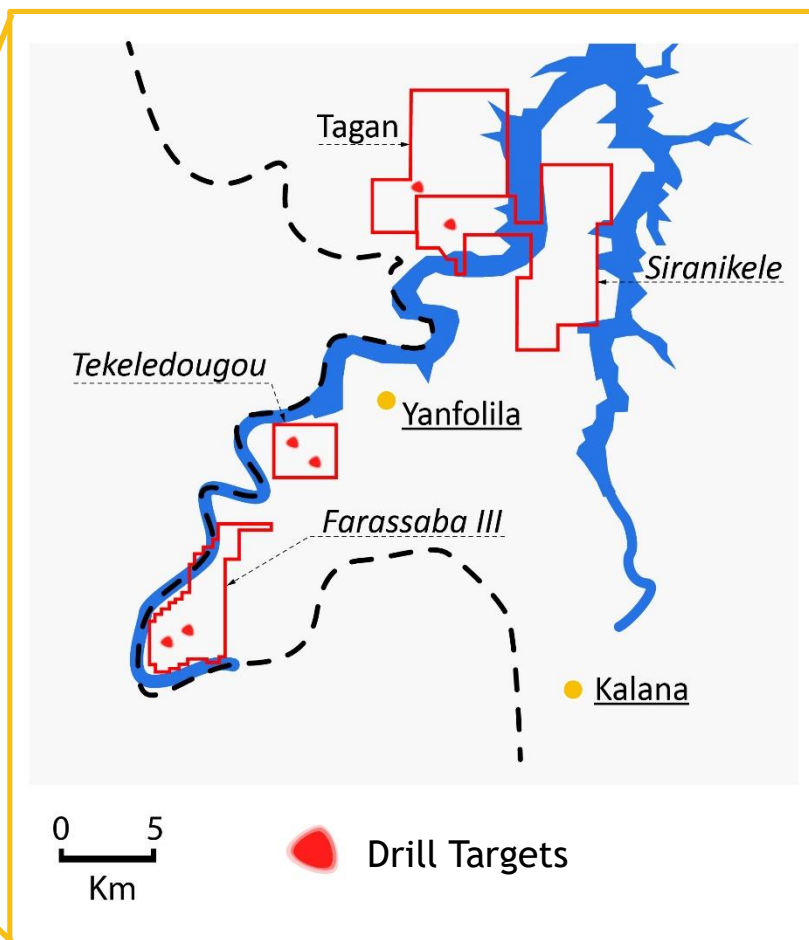 Tagan
Siranikele
Tekeledougou
Yanfolila
Farassaba III
Kalana
0 5
Km
Drill Targets